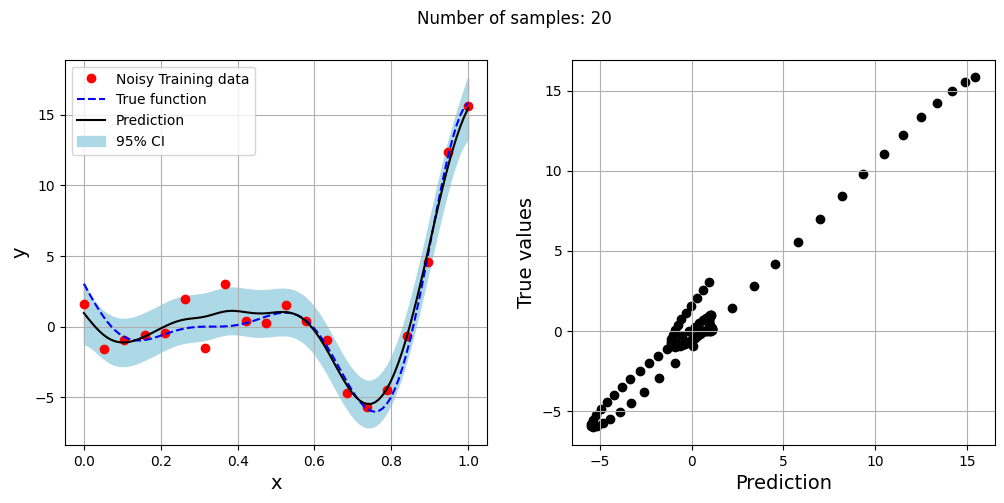 Number of samples: 20
Noisy Training data
True function
Prediction
95% CI
15
10
5
0
−5
y
0.0 0.2 0.4 0.6 0.8 1.0
x
15
10
5
0
−5
True values
−5 0 5 10 15
Prediction